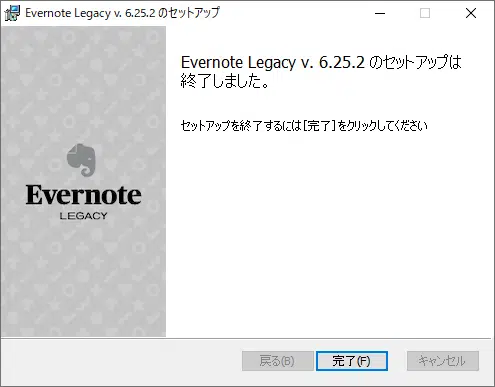 Evernote Legacy v. 6.25.2 のセットアップ
Evernote Legacy v. 6.25.2 のセットアップは
終了しました。
セットアップを終了するには[完了]をクリックしてください
Evernote
LEGACY
戻る(B)
完了(F)
キャンセル